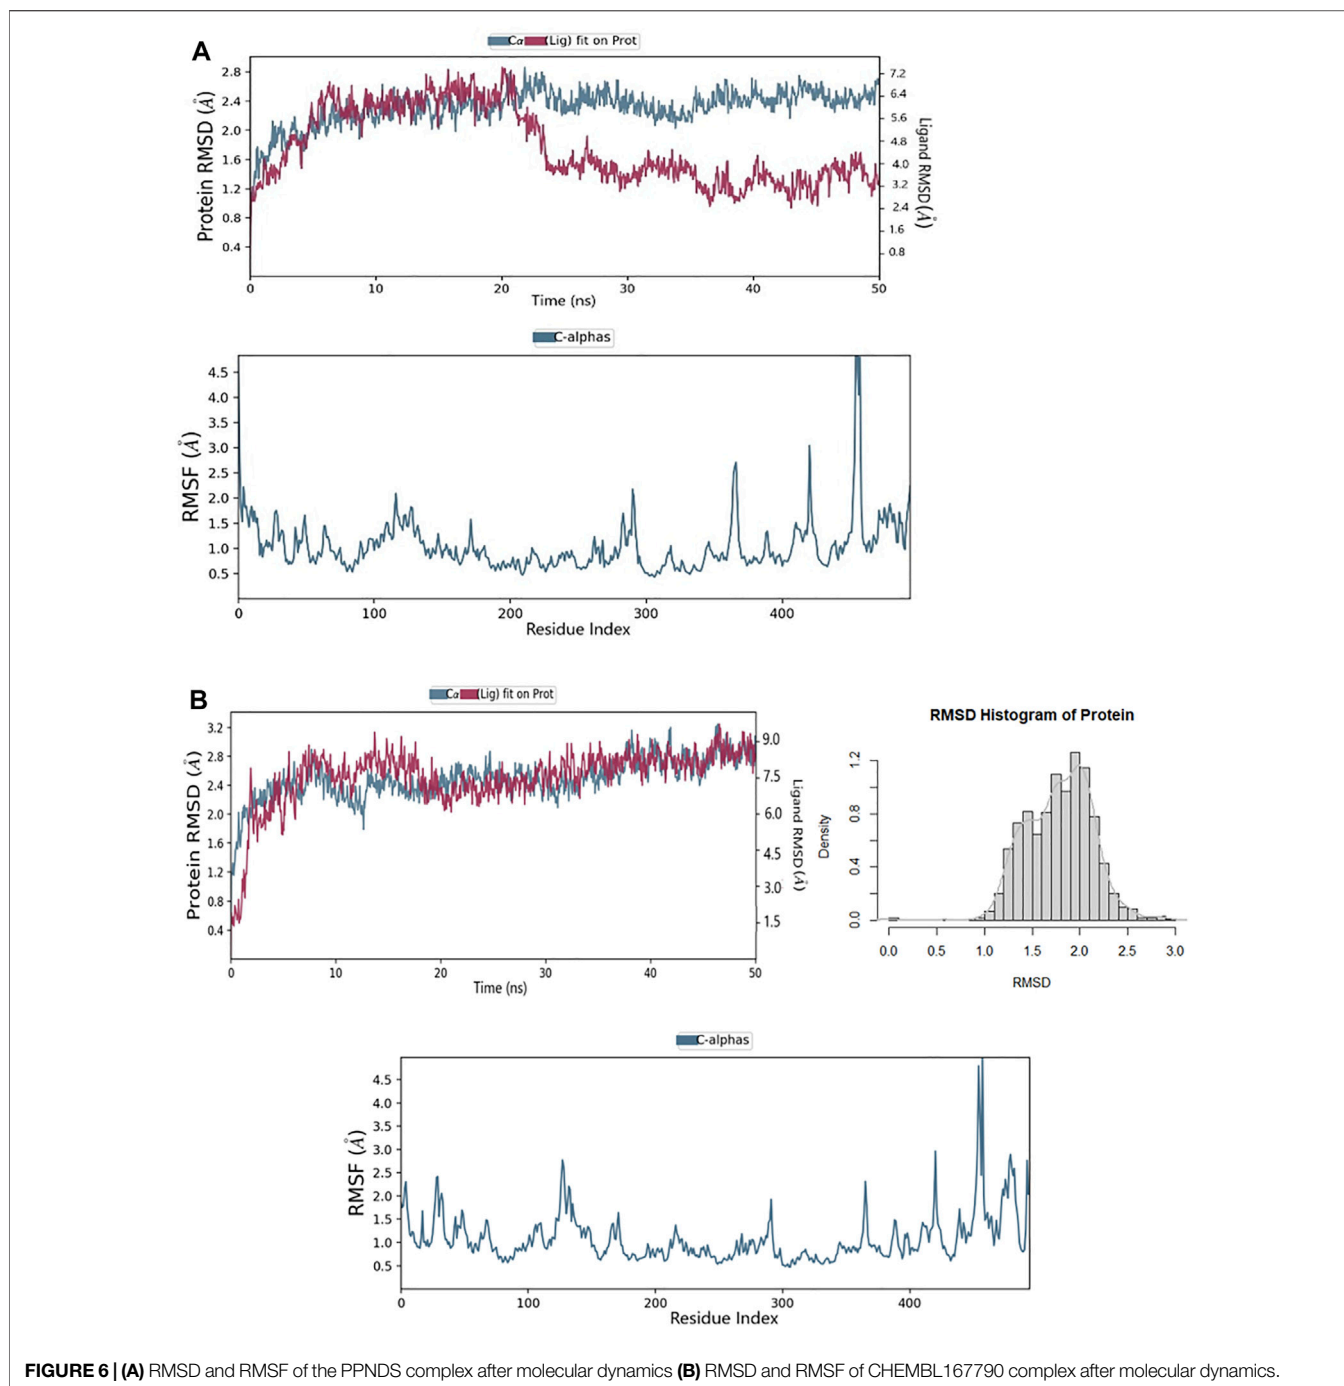 A
Cα (Lig) fit on Prot
Protein RMSD (Å)
2.8
2.4
2.0
1.6
1.2
0.8
0.4
7.2
6.4
5.6
4.8
4.0
3.2
2.4
1.6
0.8
Ligand RMSD (Å)
0 10 20 30 40 50
Time (ns)
C-alphas
RMSF (Å)
4.5
4.0
3.5
3.0
2.5
2.0
1.5
1.0
0.5
0 100 200 300 400
Residue Index
B
Cα (Lig) fit on Prot
Protein RMSD (Å)
3.2
2.8
2.4
2.0
1.6
1.2
0.8
0.4
9.0
7.5
6.0
4.5
3.0
1.5
Ligand RMSD (Å)
0 10 20 30 40 50
Time (ns)
RMSD Histogram of Protein
Density
1.2
0.8
0.4
0.0
0.0 0.5 1.0 1.5 2.0 2.5 3.0
RMSD
C-alphas
RMSF (Å)
4.5
4.0
3.5
3.0
2.5
2.0
1.5
1.0
0.5
0 100 200 300 400
Residue Index
FIGURE 6 | (A) RMSD and RMSF of the PPNDS complex after molecular dynamics (B) RMSD and RMSF of CHEMBL167790 complex after molecular dynamics.